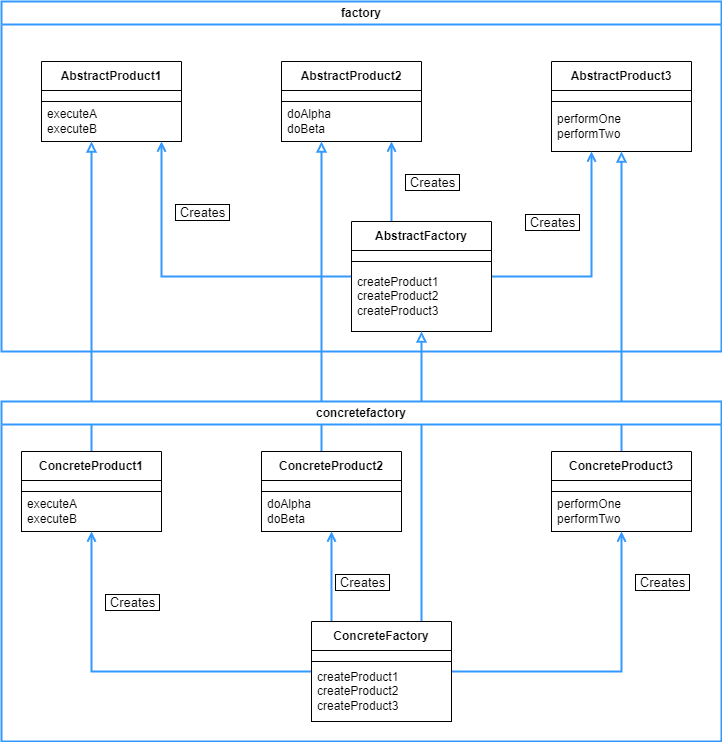 factory
AbstractProduct1
executeA
executeB
AbstractProduct2
doAlpha
doBeta
AbstractProduct3
performOne
performTwo
Creates
Creates
Creates
AbstractFactory
createProduct1
createProduct2
createProduct3
concretefactory
ConcreteProduct1
executeA
executeB
ConcreteProduct2
doAlpha
doBeta
ConcreteProduct3
performOne
performTwo
Creates
Creates
Creates
ConcreteFactory
createProduct1
createProduct2
createProduct3